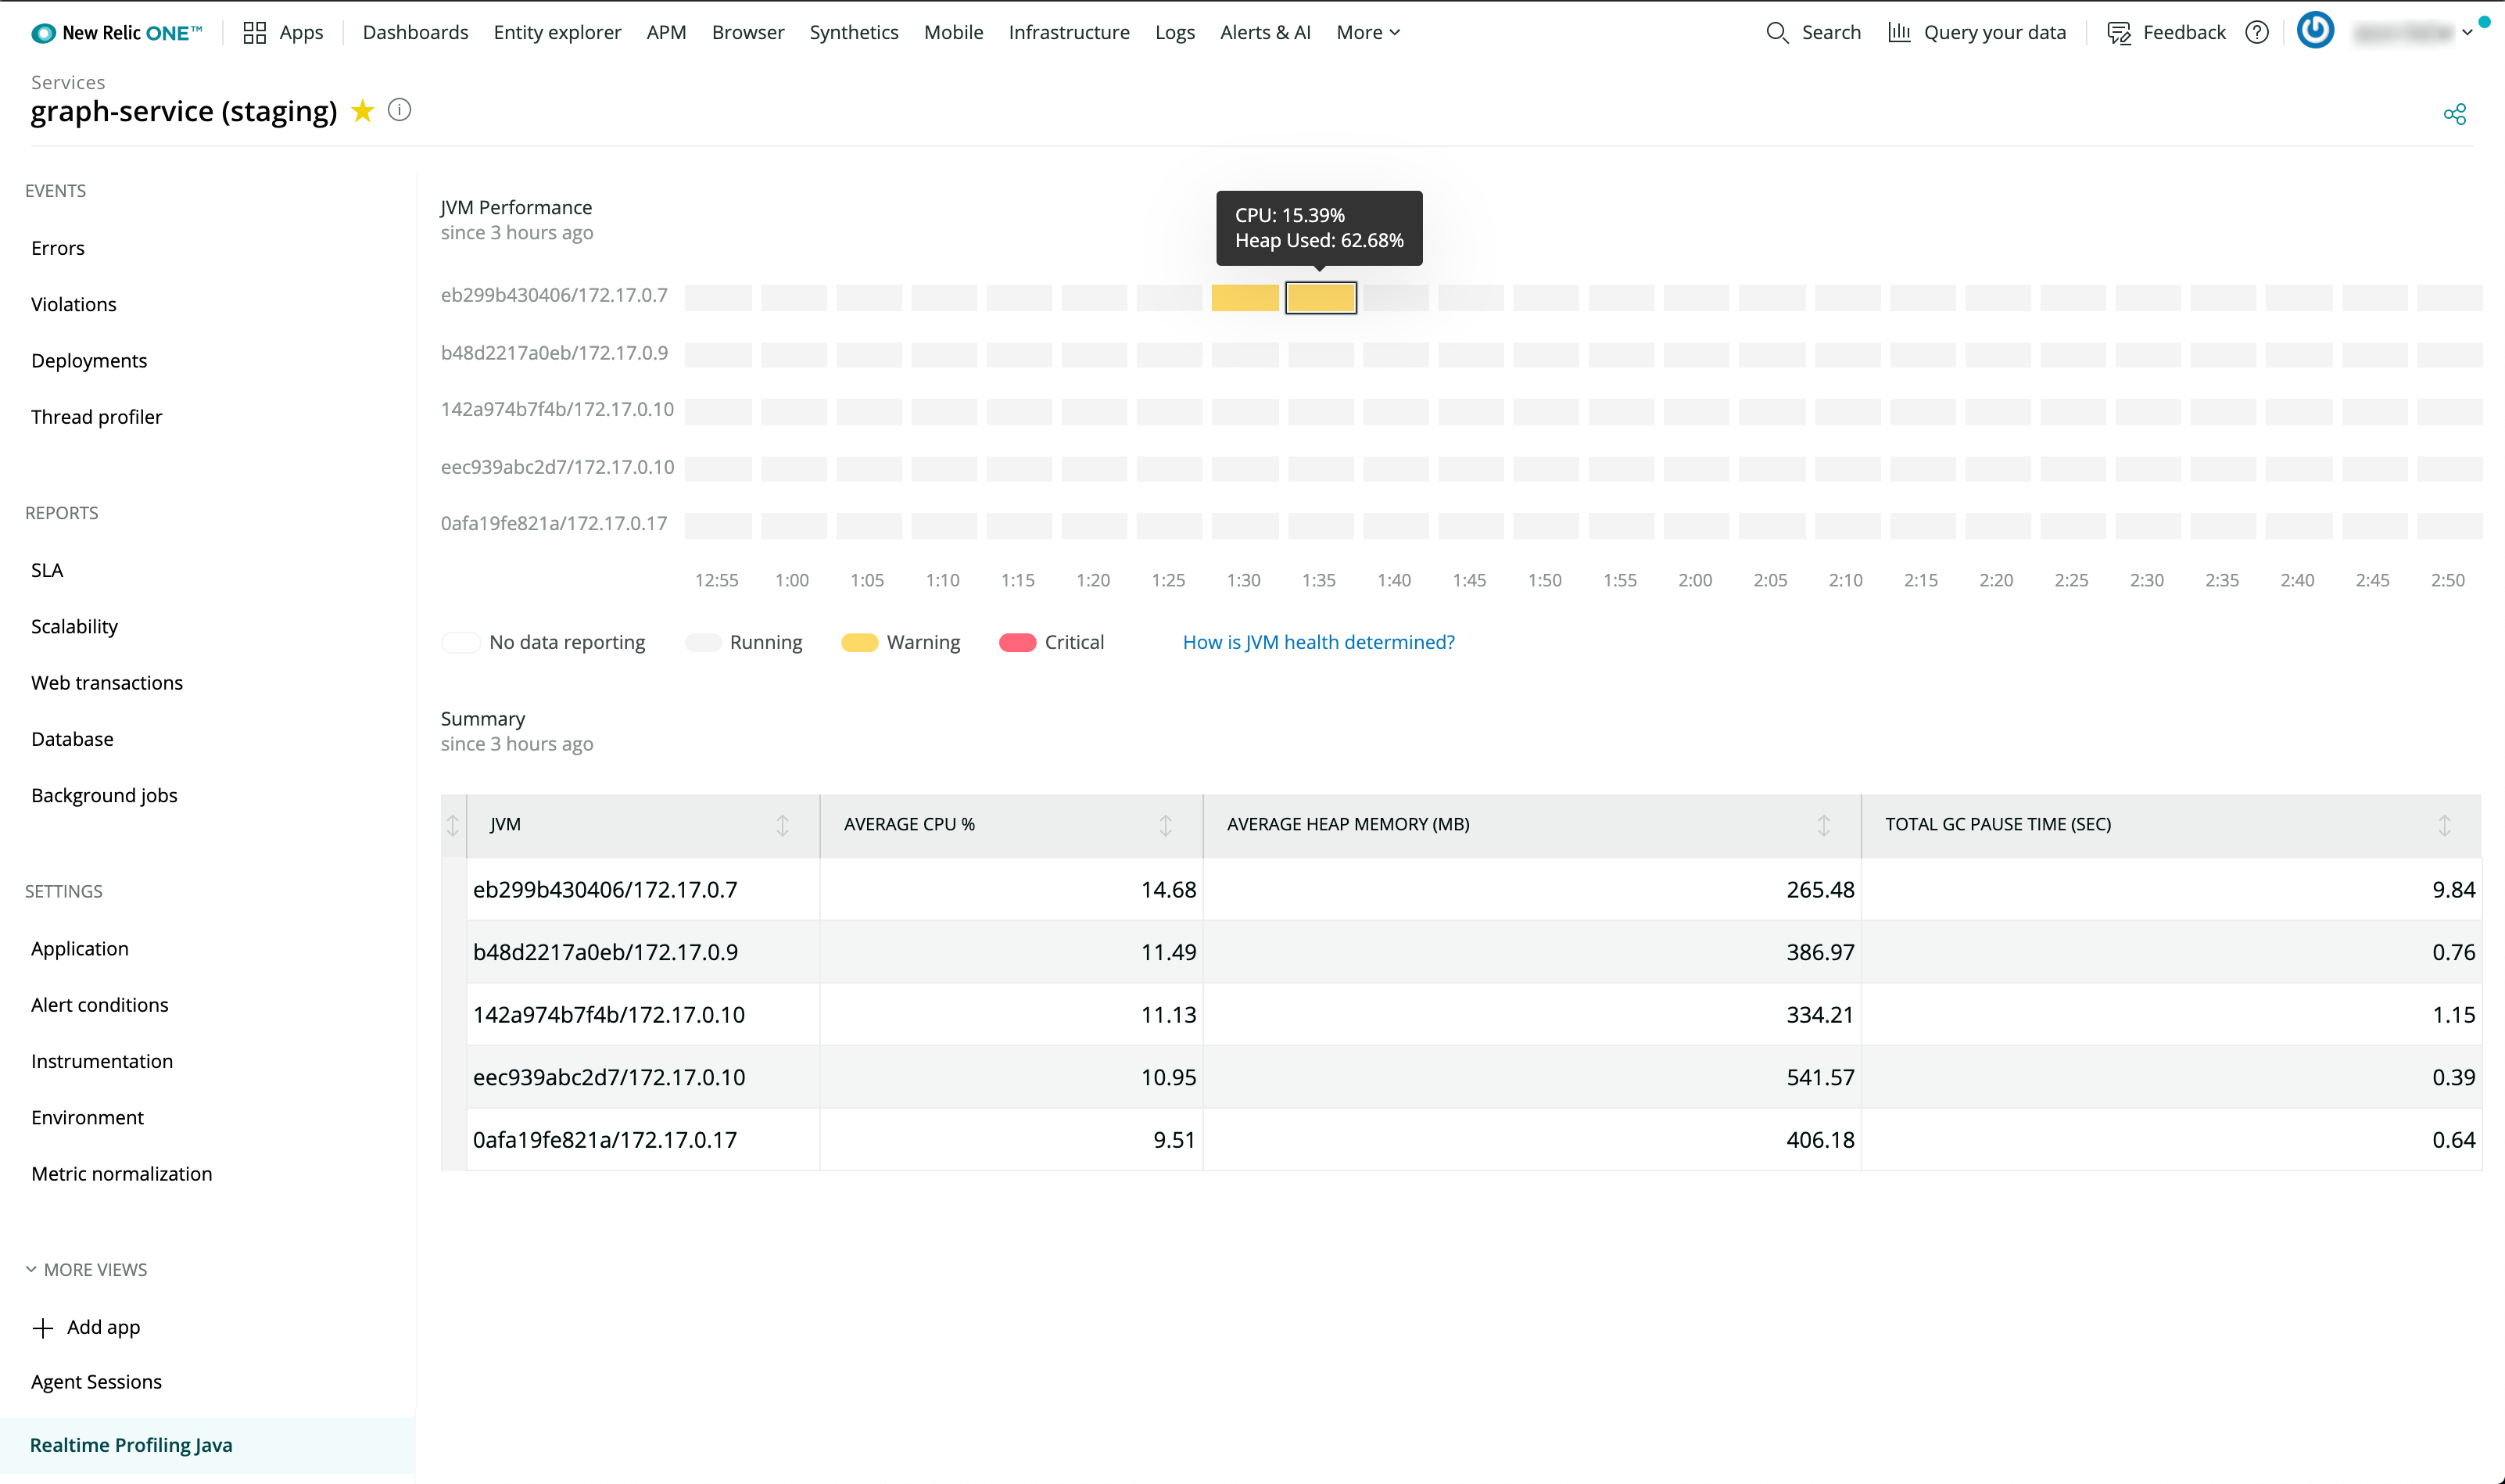 New Relic ONE™ Apps Dashboards Entity explorer APM Browser Synthetics Mobile Infrastructure Logs Alerts & AI More Search Query your data Feedback
Services
graph-service (staging)
EVENTS
Errors
Violations
Deployments
Thread profiler
REPORTS
SLA
Scalability
Web transactions
Database
Background jobs
SETTINGS
Application
Alert conditions
Instrumentation
Environment
Metric normalization
MORE VIEWS
Add app
Agent Sessions
Realtime Profiling Java
JVM Performance
since 3 hours ago
CPU: 15.39%
Heap Used: 62.68%
eb299b430406/172.17.0.7
b48d2217a0eb/172.17.0.9
142a974b7f4b/172.17.0.10
eec939abc2d7/172.17.0.10
0afa19fe821a/172.17.0.17
12:55 1:00 1:05 1:10 1:15 1:20 1:25 1:30 1:35 1:40 1:45 1:50 1:55 2:00 2:05 2:10 2:15 2:20 2:25 2:30 2:35 2:40 2:45 2:50
No data reporting Running Warning Critical How is JVM health determined?
Summary
since 3 hours ago
JVM AVERAGE CPU % AVERAGE HEAP MEMORY (MB) TOTAL GC PAUSE TIME (SEC)
eb299b430406/172.17.0.7 14.68 265.48 9.84
b48d2217a0eb/172.17.0.9 11.49 386.97 0.76
142a974b7f4b/172.17.0.10 11.13 334.21 1.15
eec939abc2d7/172.17.0.10 10.95 541.57 0.39
0afa19fe821a/172.17.0.17 9.51 406.18 0.64